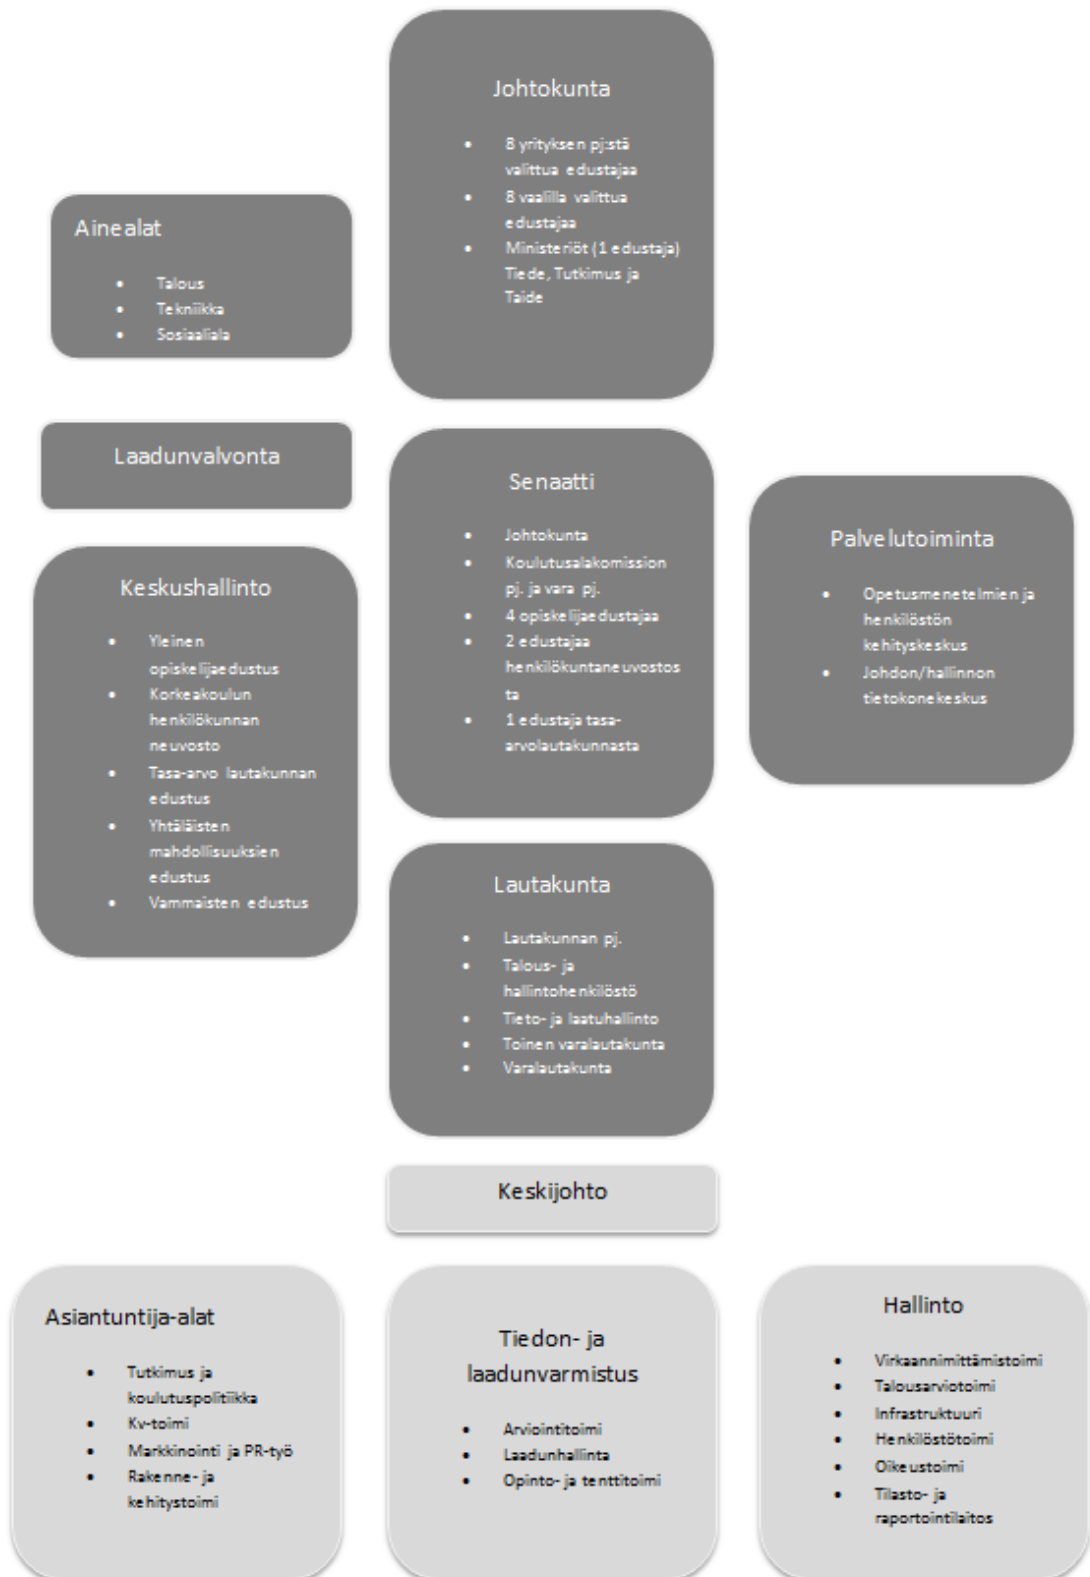 Johtokunta
8 yrityksen pj:stä
valittua edustajaa
8 vaalilla valittua
edustajaa
Ministeriöt (1 edustaja)
Tiede, Tutkimus ja
Taide
Ainealat
Talous
Tekniikka
Sosiaaliala
Laadunvalvonta
Senaatti
Johtokunta
Koulutusalakomission
pj. ja vara pj.
4 opiskelijaedustajaa
2 edustajaa
henkilökuntaneuvostos
ta
1 edustaja tasa-
arvolautakunnasta
Palvelutoiminta
Opetusmenetelmien ja
henkilöstön
kehityskeskus
Johdon/hallinnon
tietokonekeskus
Keskushallinto
Yleinen
opiskelijaedustus
Korkeakoulun
henkilökunnan
neuvosto
Tasa-arvo lautakunnan
edustus
Yhtäläisten
mahdollisuuksien
edustus
Vammaisten edustus
Lautakunta
Lautakunnan pj.
Talous- ja
hallintohenkilöstö
Tieto- ja laatuhallinto
Toinen varalautakunta
Varalautakunta
Keskijohto
Asiantuntija-alat
Tutkimus ja
koulutuspolitiikka
Kv-toimi
Markkinointi ja PR-työ
Rakenne- ja
kehitystoimi
Tiedon- ja
laadunvarmistus
Arviointitoimi
Laadunhallinta
Opinto- ja tenttitoimi
Hallinto
Virkaannimittämistoimi
Talousarviotoimi
Infrastruktuuri
Henkilöstötoimi
Oikeustoimi
Tilasto- ja
raportointilaitos